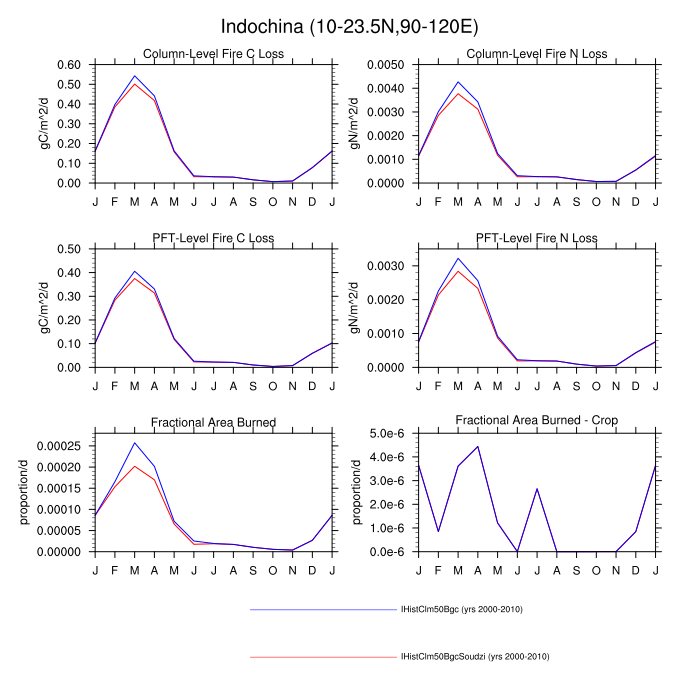 Indochina (10-23.5N,90-120E)
Column-Level Fire C Loss
gC/m^2/d
0.60
0.50
0.40
0.30
0.20
0.10
0.00
J F M A M J J A S O N D J
Column-Level Fire N Loss
gN/m^2/d
0.0050
0.0040
0.0030
0.0020
0.0010
0.0000
J F M A M J J A S O N D J
PFT-Level Fire C Loss
gC/m^2/d
0.50
0.40
0.30
0.20
0.10
0.00
J F M A M J J A S O N D J
PFT-Level Fire N Loss
gN/m^2/d
0.0030
0.0020
0.0010
0.0000
J F M A M J J A S O N D J
Fractional Area Burned
proportion/d
0.00025
0.00020
0.00015
0.00010
0.00005
0.00000
J F M A M J J A S O N D J
Fractional Area Burned - Crop
proportion/d
5.0e-6
4.0e-6
3.0e-6
2.0e-6
1.0e-6
0.0e-6
J F M A M J J A S O N D J
IHistClm50Bgc (yrs 2000-2010)
IHistClm50BgcSoudzi (yrs 2000-2010)